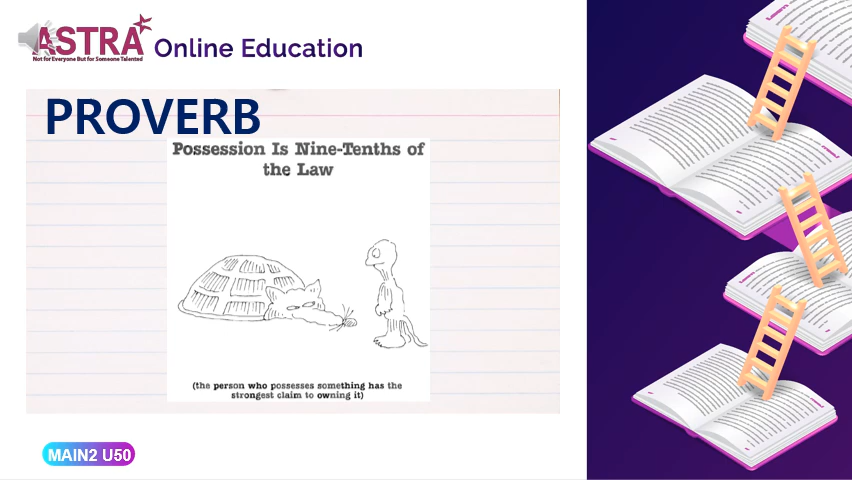 ASTRA Online Education
Not for Everyone But for Someone Talented
PROVERB
Possession Is Nine-Tenths of
the Law
(the person who possesses something has the
strongest claim to owning it)
MAIN2 U50